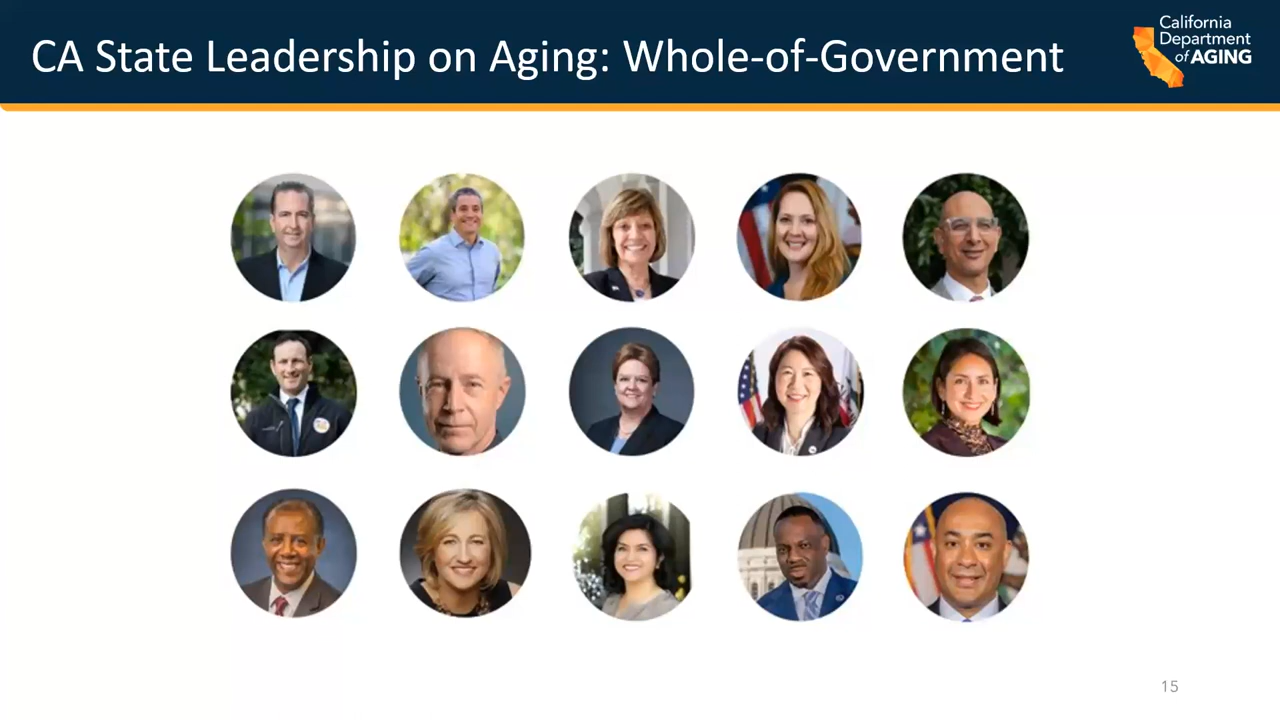 CA State Leadership on Aging: Whole-of-Government
California
Department
of AGING
15